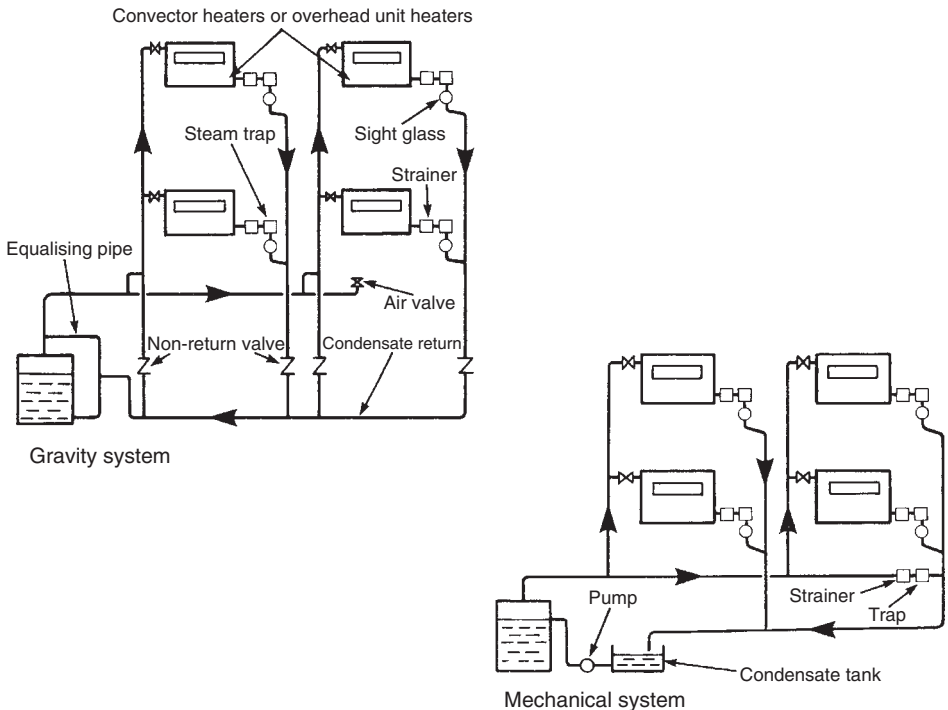 Convector heaters or overhead unit heaters
Steam trap
Sight glass
Strainer
Equalising pipe
Air valve
Non-return valve
Condensate return
Gravity system
Strainer
Trap
Pump
Condensate tank
Mechanical system